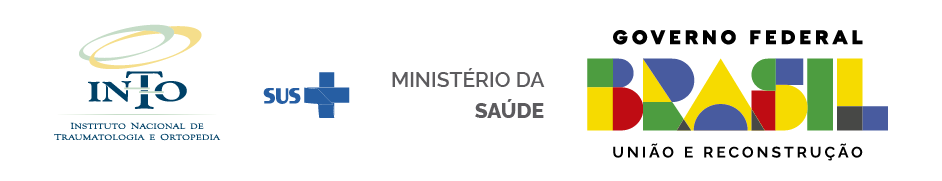 INTO
INSTITUTO NACIONAL DE
TRAUMATOLOGIA E ORTOPEDIA
SUS
MINISTÉRIO DA
SAÚDE
GOVERNO FEDERAL
BRASIL
UNIÃO E RECONSTRUÇÃO